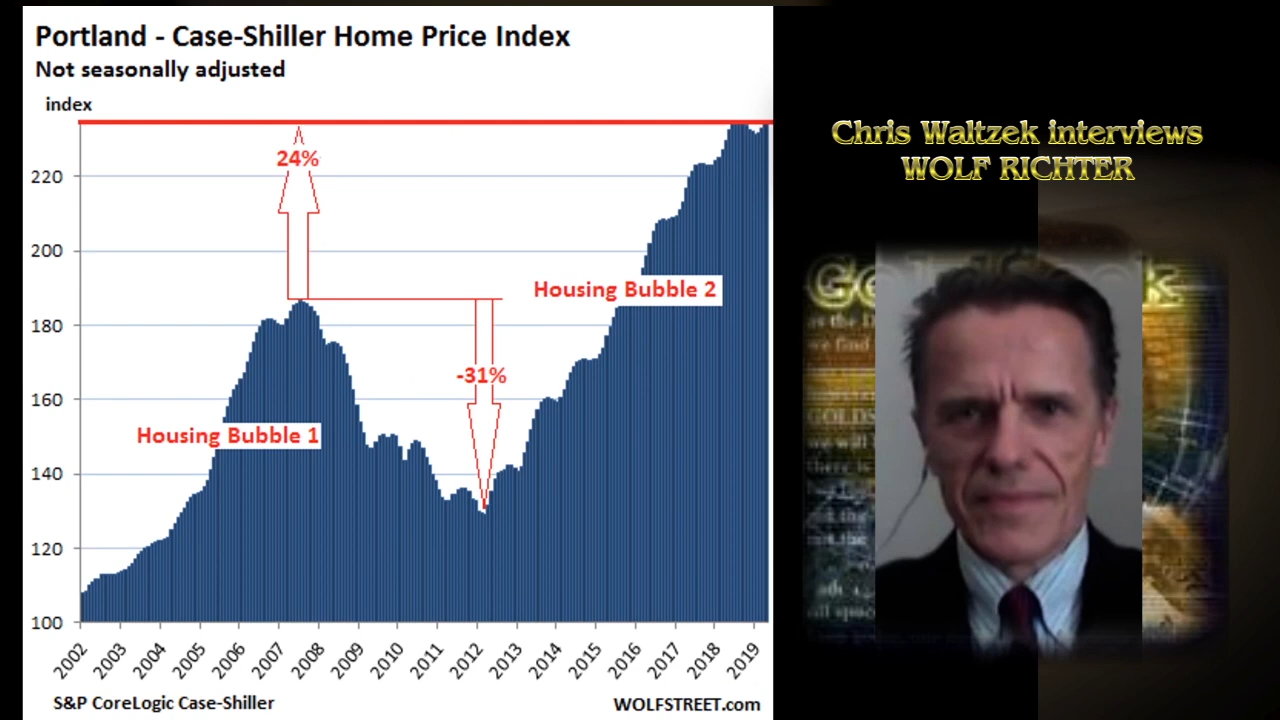 Portland - Case-Shiller Home Price Index
Not seasonally adjusted
index
24%
220
200
180
160
140
120
100
Housing Bubble 1
-31%
Housing Bubble 2
2002 2003 2004 2005 2006 2007 2008 2009 2010 2011 2012 2013 2014 2015 2016 2017 2018 2019
S&P CoreLogic Case-Shiller
WOLFSTREET.com
Chris Waltzek interviews
WOLF RICHTER